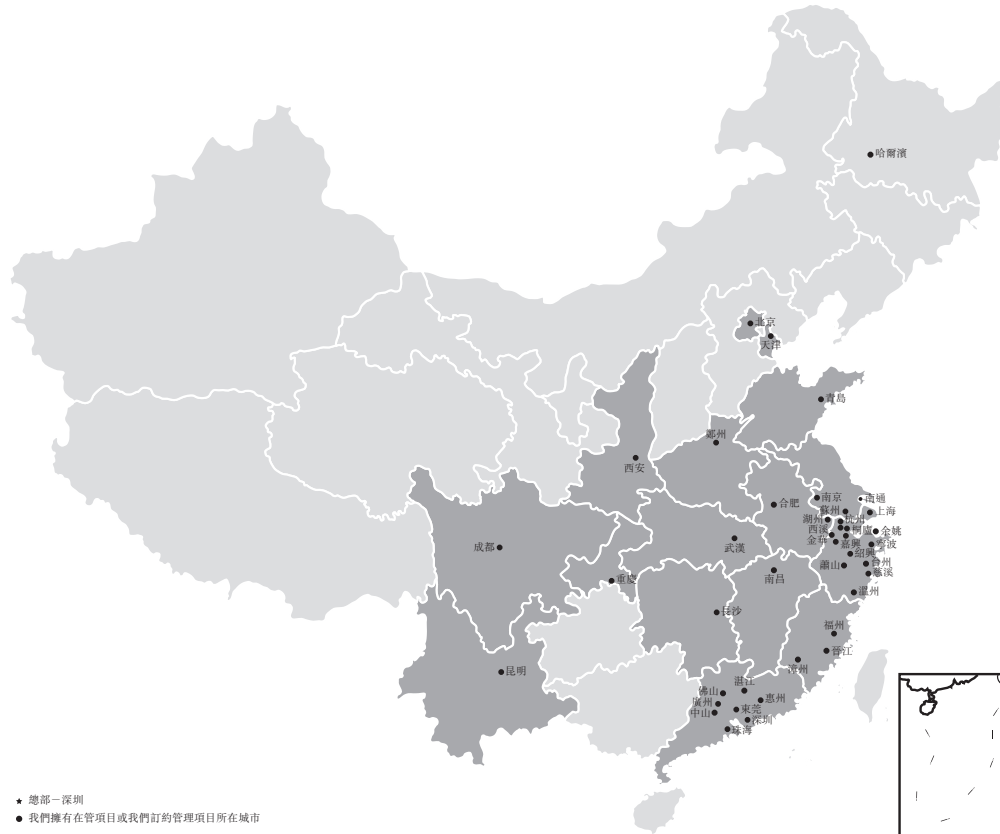 哈爾濱
北京
天津
青島
鄭州
西安
南京
南通
合肥
蘇州
上海
湖州
杭州
西溪
桐廬
余姚
金華
嘉興
寧波
成都
武漢
紹興
蕭山
台州
慈溪
重慶
南昌
溫州
長沙
福州
晉江
漳州
昆明
湛江
佛山
惠州
廣州
東莞
中山
深圳
珠海
★ 總部－深圳
● 我們擁有在管項目或我們訂約管理項目所在城市